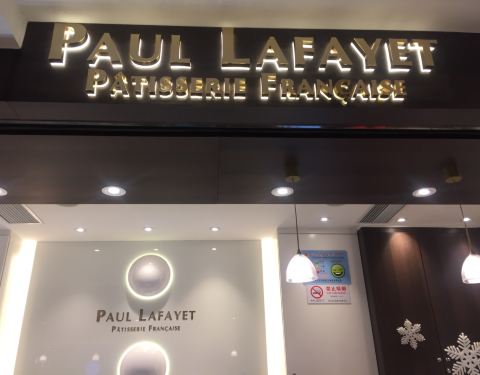 PAUL LAFAYET
PÂTISSERIE FRANÇAISE
PAUL LAFAYET
PÂTISSERIE FRANÇAISE
禁止吸煙